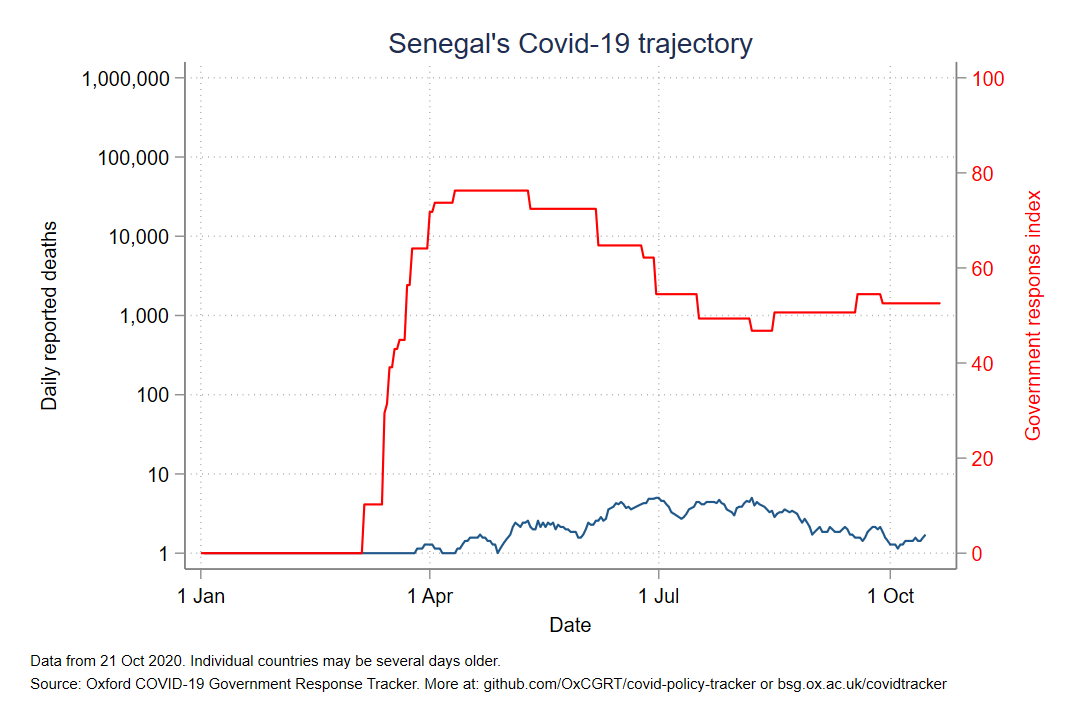 Senegal's Covid-19 trajectory
1,000,000
100,000
10,000
1,000
100
10
1
Daily reported deaths
100
80
60
40
20
0
Government response index
1 Jan
1 Apr
1 Jul
1 Oct
Date
Data from 21 Oct 2020. Individual countries may be several days older.
Source: Oxford COVID-19 Government Response Tracker. More at: github.com/OxCGRT/covid-policy-tracker or bsg.ox.ac.uk/covidtracker